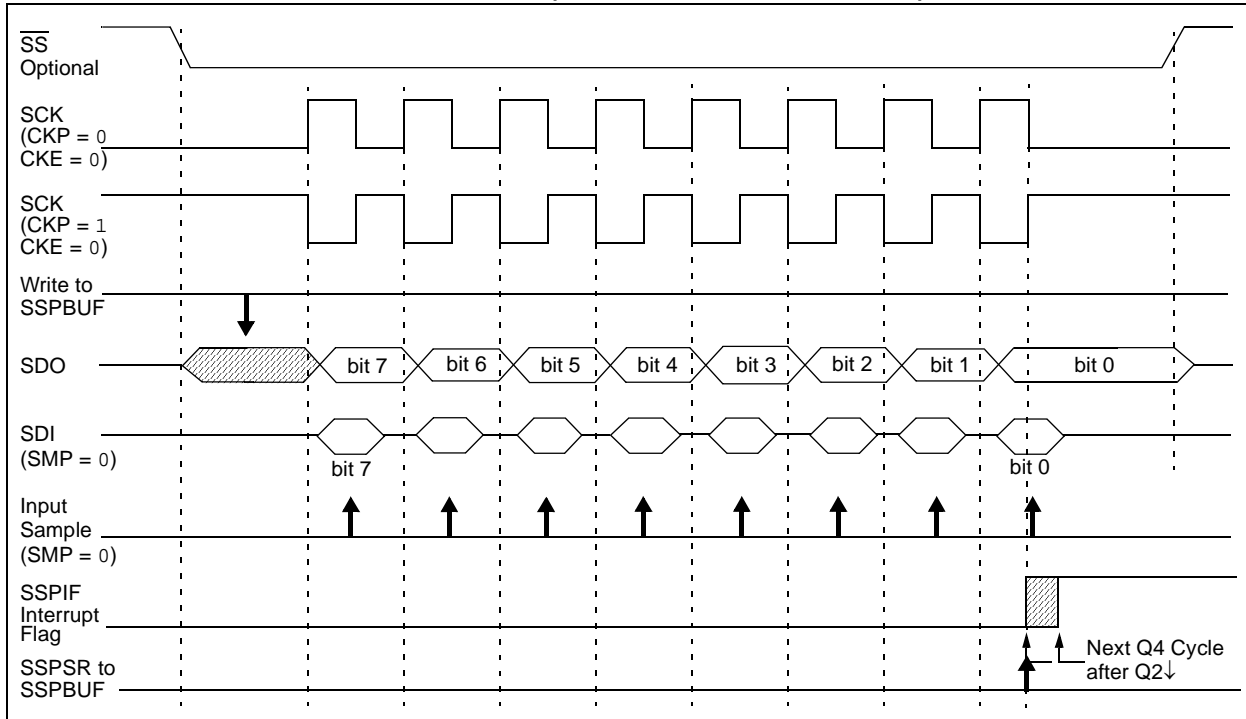 SS
Optional
SCK
(CKP = 0
CKE = 0)
SCK
(CKP = 1
CKE = 0)
Write to
SSPBUF
SDO
bit 7
bit 6
bit 5
bit 4
bit 3
bit 2
bit 1
bit 0
SDI
(SMP = 0)
bit 7
bit 0
Input
Sample
(SMP = 0)
SSPIF
Interrupt
Flag
Next Q4 Cycle
after Q2↓
SSPSR to
SSPBUF